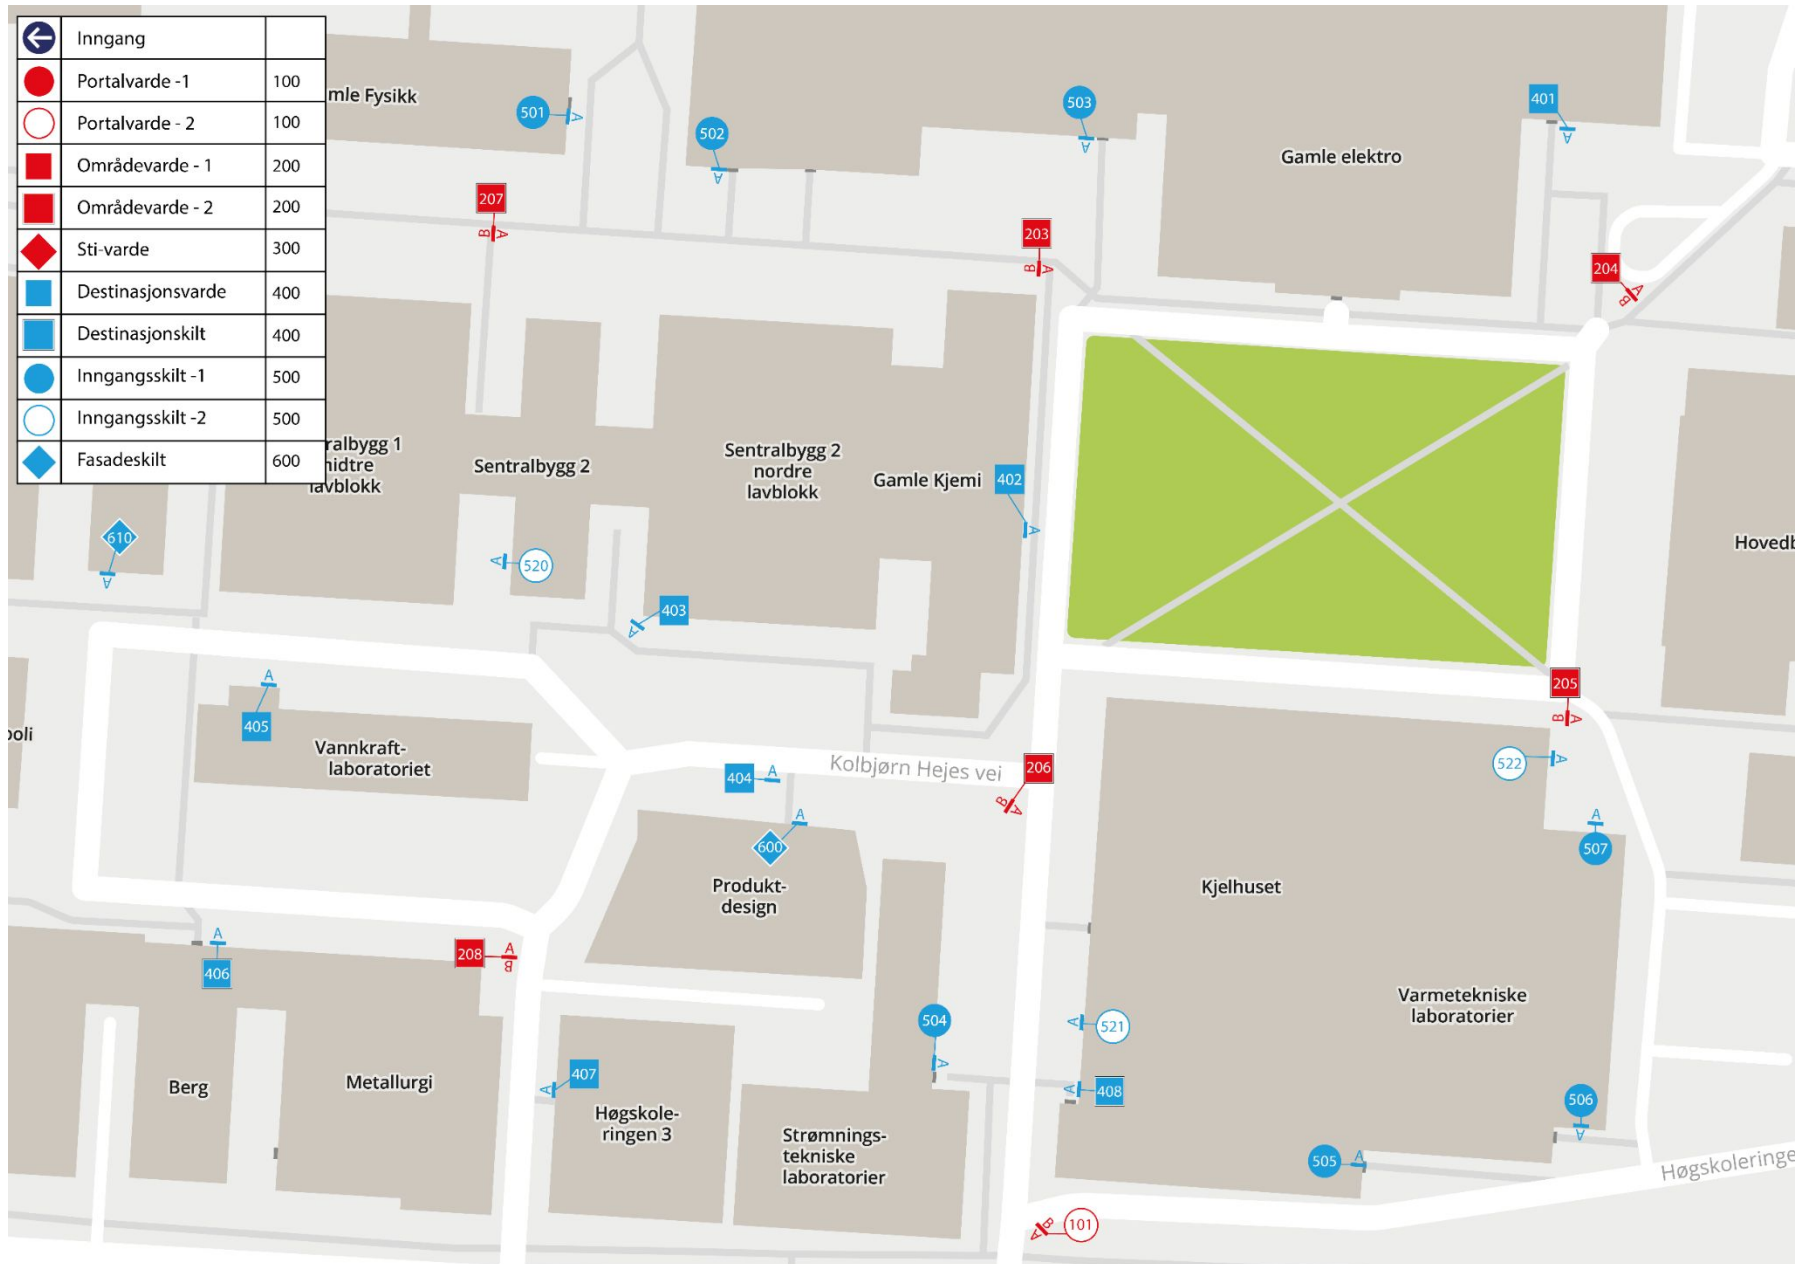 Inngang
Portalvarde -1 100
Portalvarde - 2 100
Områdevarde - 1 200
Områdevarde - 2 200
Sti-varde 300
Destinasjonsvarde 400
Destinasjonskilt 400
Inngangsskilt -1 500
Inngangsskilt -2 500
Fasadeskilt 600
mle Fysikk
501 A
502
A
503
A
401
A
Gamle elektro
207
B A
203
B A
204
B A
ralbygg 1
nidtre
lavblokk
Sentralbygg 2
Sentralbygg 2
nordre
lavblokk
Gamle Kjemi
402
A
610
A
A 520
403
A
Hovedb
A
405
Vannkraft-
laboratoriet
ooli
404 A
Kolbjørn Hejes vei
206
B A
205
B A
522 A
A
507
A
600
Produkt-
design
Kjelhuset
A
406
208 A
B
504
A
A 521
Varmetekniske
laboratorier
Berg
Metallurgi
407
A
Høgskole-
ringen 3
Strømnings-
tekniske
laboratorier
A 408
506
A
505 A
Høgskoleringe
A B 101